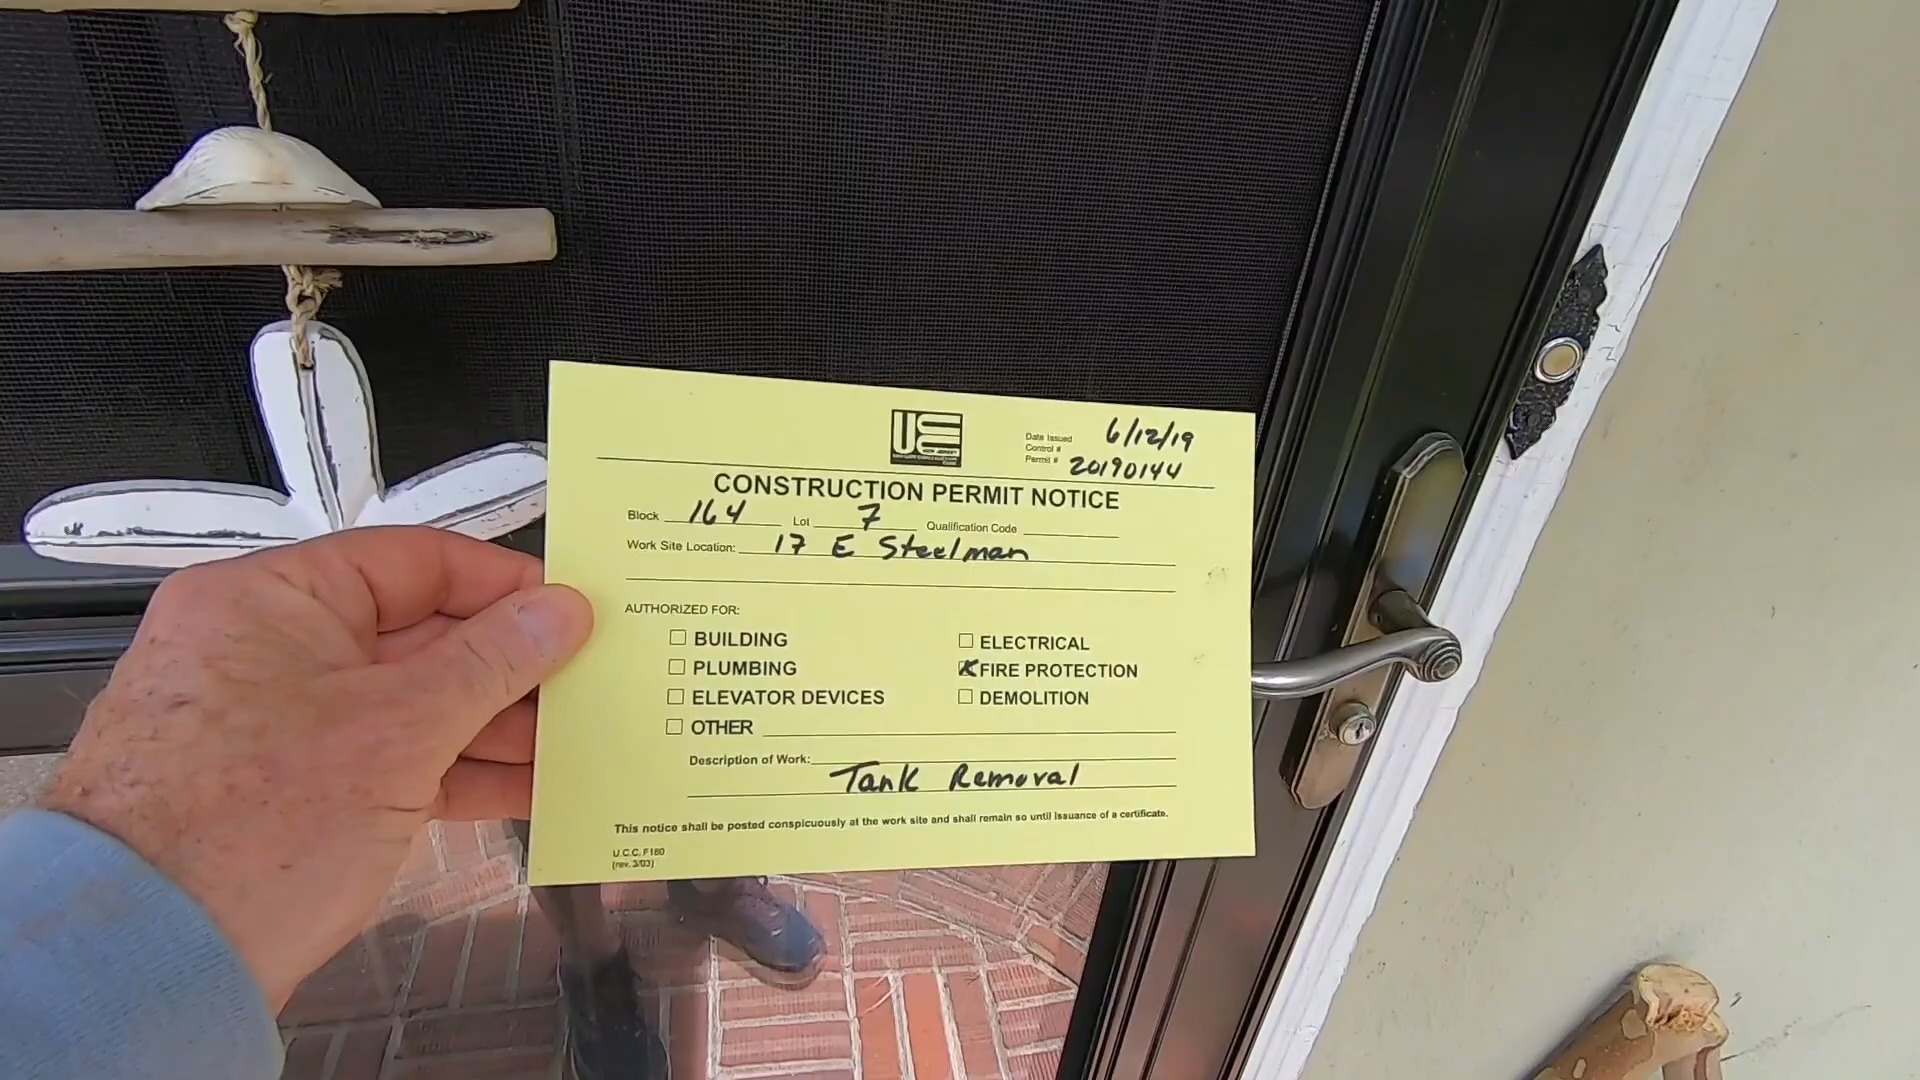 UCC
NEW JERSEY
Date Issued 6/12/19
Control #
Permit # 20190144
CONSTRUCTION PERMIT NOTICE
Block 164 Lot 7 Qualification Code
Work Site Location: 17 E Steelman
AUTHORIZED FOR:
BUILDING ELECTRICAL
PLUMBING FIRE PROTECTION
ELEVATOR DEVICES DEMOLITION
OTHER
Description of Work:
Tank Removal
This notice shall be posted conspicuously at the work site and shall remain so until issuance of a certificate.
U.C.C. F180
(rev. 3/03)